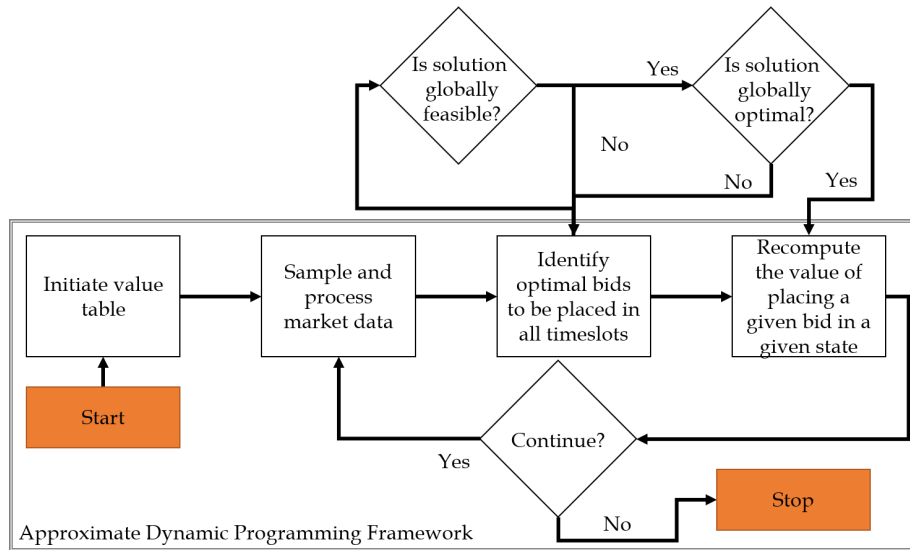 Is solution
globally
feasible?
Yes
Is solution
globally
optimal?
No
No
Yes
Initiate value
table
Sample and
process
market data
Identify
optimal bids
to be placed in
all timeslots
Recompute
the value of
placing a
given bid in a
given state
Start
Continue?
Yes
Stop
No
Approximate Dynamic Programming Framework